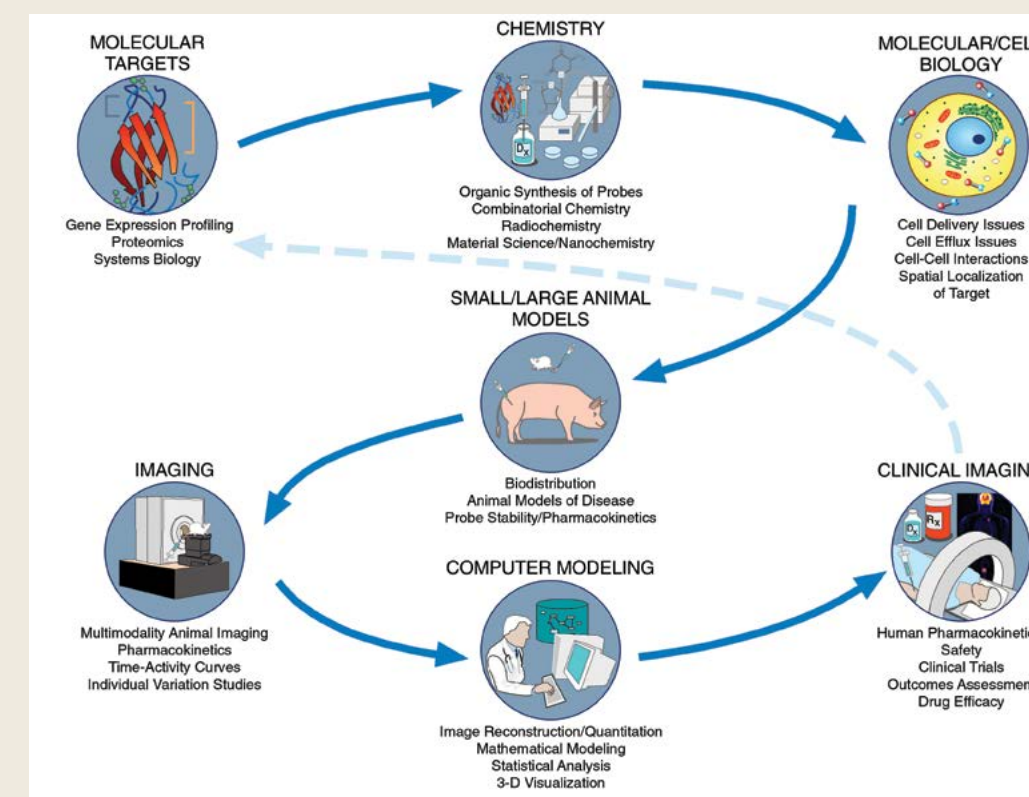 MOLECULAR
TARGETS
Gene Expression Profiling
Proteomics
Systems Biology
CHEMISTRY
Dx
Organic Synthesis of Probes
Combinatorial Chemistry
Radiochemistry
Material Science/Nanochemistry
MOLECULAR/CEL
BIOLOGY
Cell Delivery Issues
Cell Efflux Issues
Cell-Cell Interactions
Spatial Localization
of Target
SMALL/LARGE ANIMAL
MODELS
Biodistribution
Animal Models of Disease
Probe Stability/Pharmacokinetics
IMAGING
Multimodality Animal Imaging
Pharmacokinetics
Time-Activity Curves
Individual Variation Studies
COMPUTER MODELING
Image Reconstruction/Quantitation
Mathematical Modeling
Statistical Analysis
3-D Visualization
CLINICAL IMAGIN
Dx
Rx
Human Pharmacokinetic
Safety
Clinical Trials
Outcomes Assessmen
Drug Efficacy